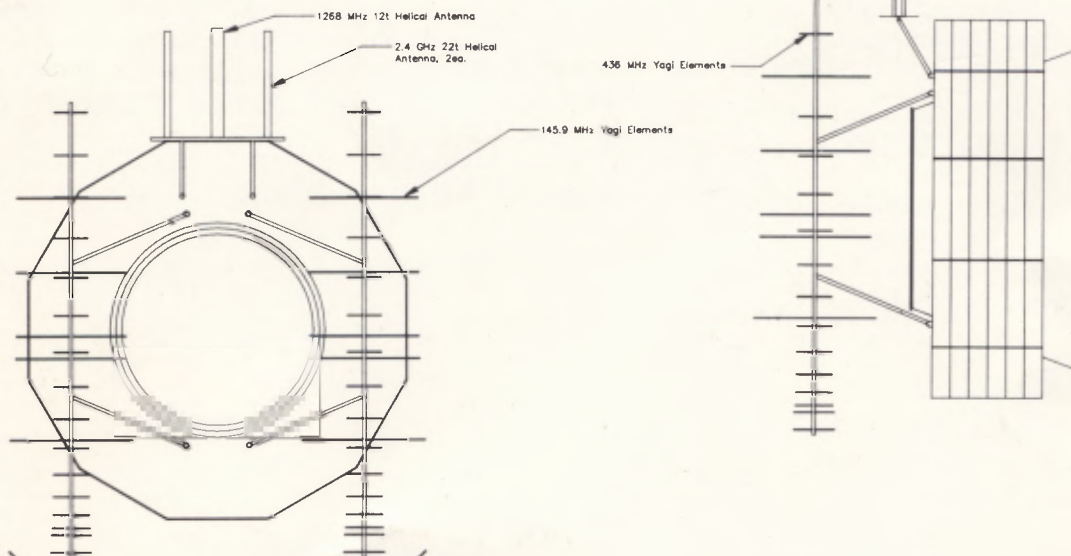 1268 MHz 12t Helical Antenna
2.4 GHz 22t Helical
Antenna, 2ea.
436 MHz Yagi Elements
145.9 MHz Yagi Elements